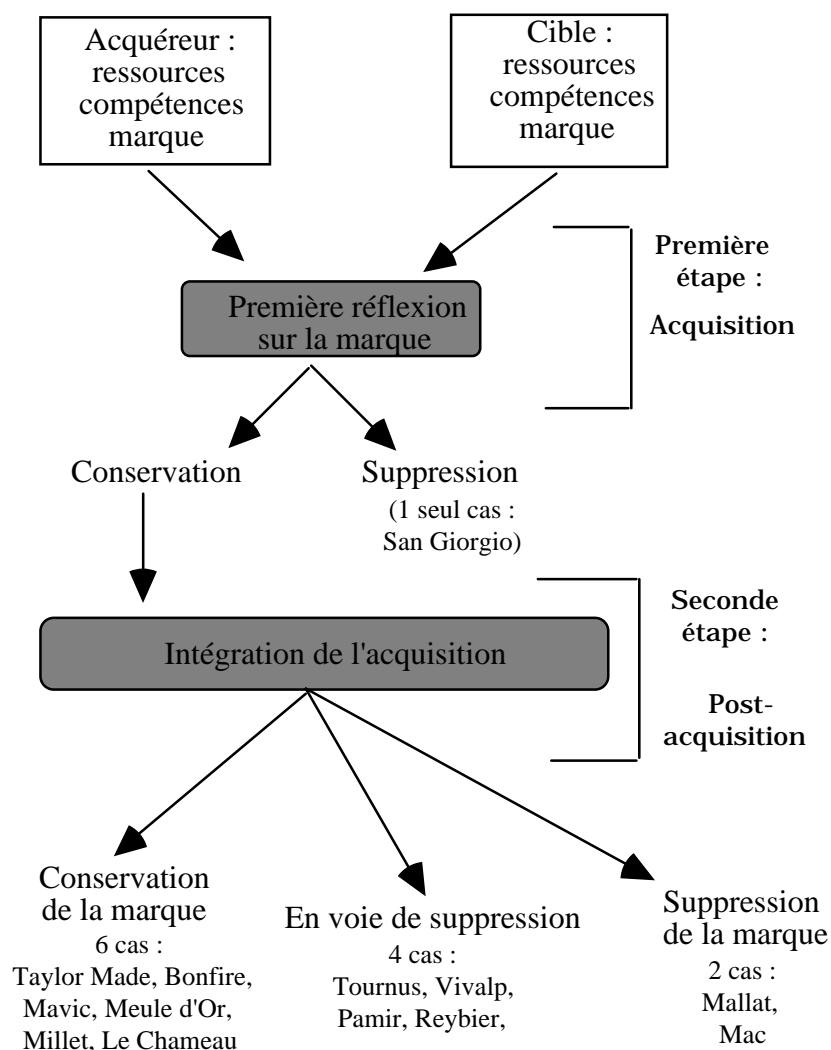 Acquéreur :
ressources
compétences
marque
Cible :
ressources
compétences
marque
Première
étape :
Acquisition
Première réflexion
sur la marque
Conservation
Suppression
(1 seul cas :
San Giorgio)
Seconde
étape :
Post-
acquisition
Intégration de l'acquisition
Conservation
de la marque
6 cas :
Taylor Made, Bonfire,
Mavic, Meule d'Or,
Millet, Le Chameau
En voie de suppression
4 cas :
Tournus, Vivalp,
Pamir, Reybier,
Suppression
de la marque
2 cas :
Mallat,
Mac